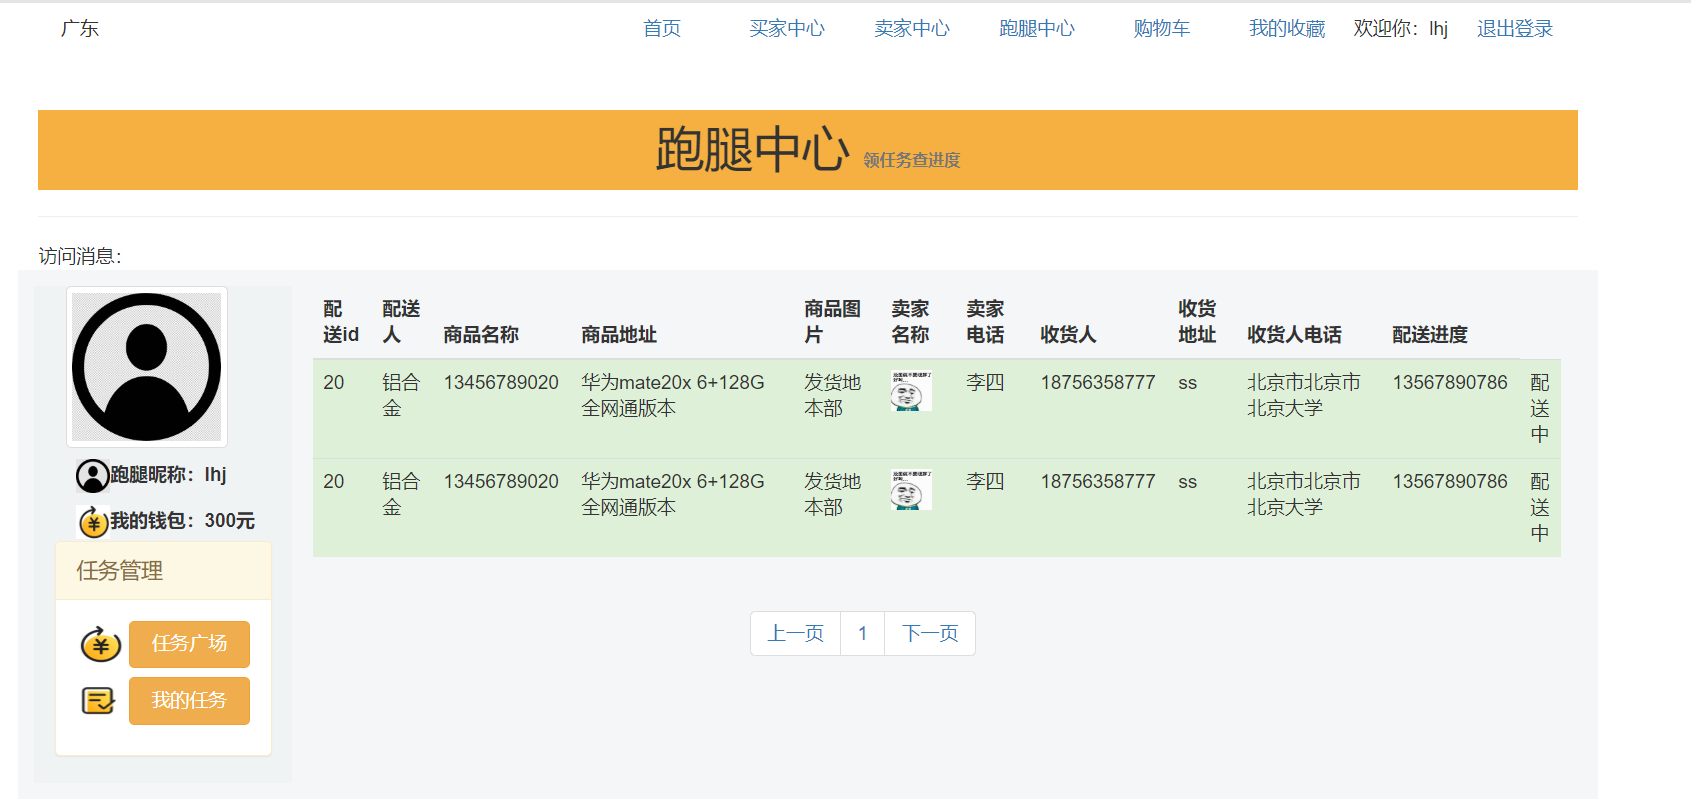 广东 首页 买家中心 卖家中心 跑腿中心 购物车 我的收藏 欢迎你：lhj 退出登录
跑腿中心 领任务查进度
访问消息：
跑腿昵称：lhj
我的钱包：300元
任务管理
任务广场
我的任务
配送id 配送人 商品名称 商品地址 商品图片 卖家名称 卖家电话 收货人 收货地址 收货人电话 配送进度
20 铝合金 13456789020 华为mate20x 6+128G全网通版本 发货地本部 李四 18756358777 ss 北京市北京市北京大学 13567890786 配送中
20 铝合金 13456789020 华为mate20x 6+128G全网通版本 发货地本部 李四 18756358777 ss 北京市北京市北京大学 13567890786 配送中
上一页 1 下一页